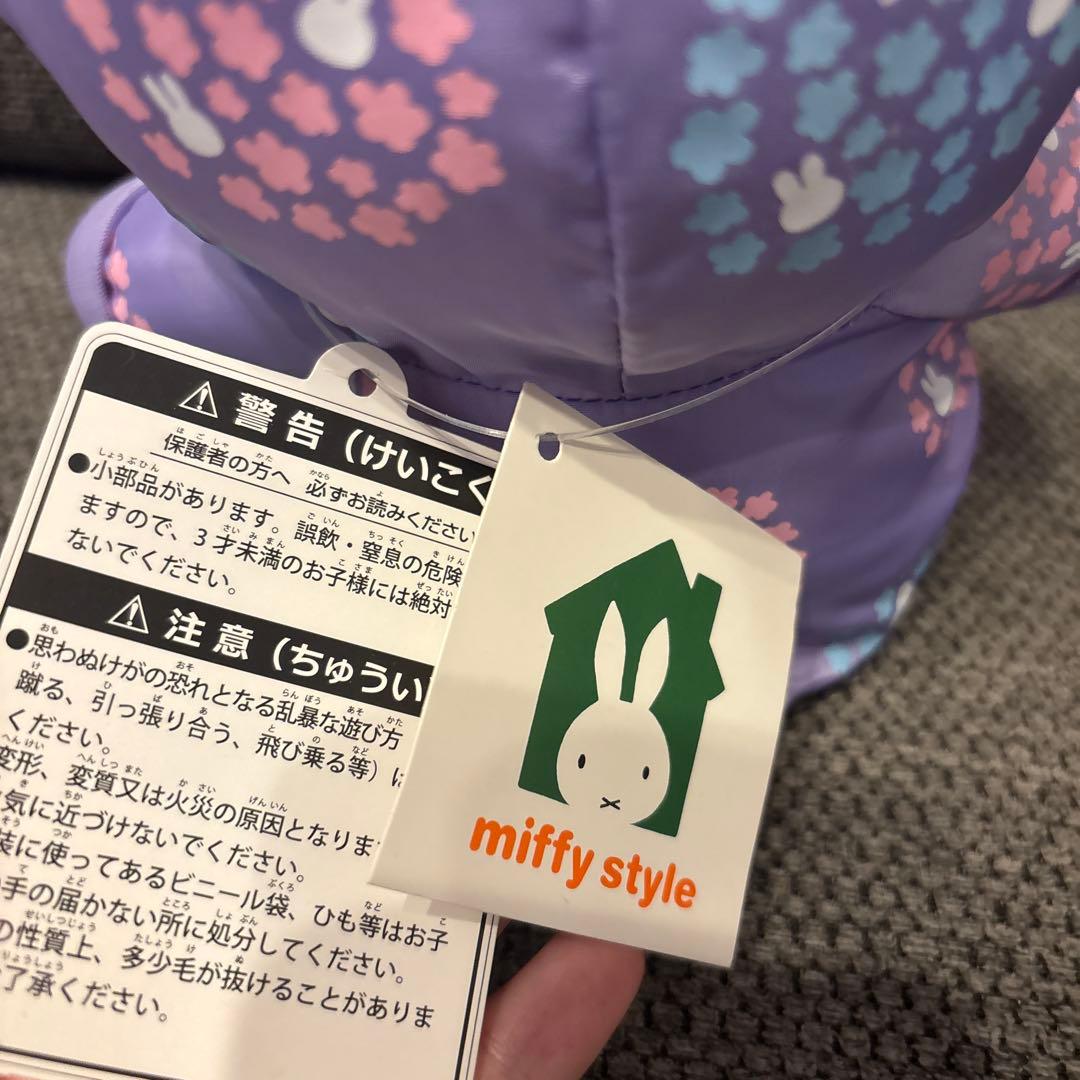 警告（けいこく
保護者の方へ 必ずお読みください
●小部品があります。誤飲・窒息の危険
ますので、3才未満のお子様には絶対
ないでください。
注意（ちゅうい
●思わぬけがの恐れとなる乱暴な遊び方
蹴る、引っ張り合う、飛び乗る等）は
ください。
変形、変質又は火災の原因となりま
気に近づけないでください。
装に使ってあるビニール袋、ひも等はお子
手の届かない所に処分してください。
の性質上、多少毛が抜けることがありま
了承ください。
miffy style